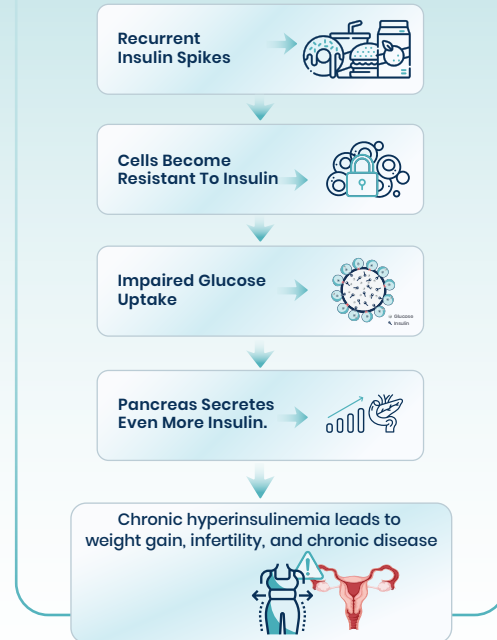 Recurrent
Insulin Spikes
Cells Become
Resistant To Insulin
Impaired Glucose
Uptake
Glucose
Insulin
Pancreas Secretes
Even More Insulin.
Chronic hyperinsulinemia leads to
weight gain, infertility, and chronic disease